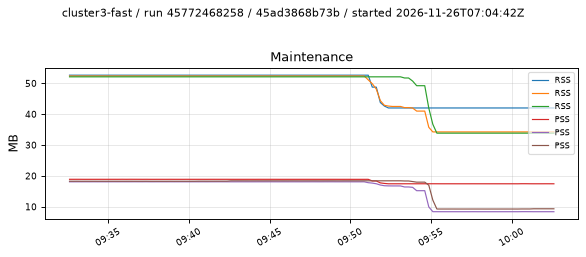 cluster3-fast / run 45772468258 / 45ad3868b73b / started 2026-11-26T07:04:42Z
Maintenance
MB
50
40
30
20
10
RSS
RSS
RSS
PSS
PSS
PSS
09:35
09:40
09:45
09:50
09:55
10:00